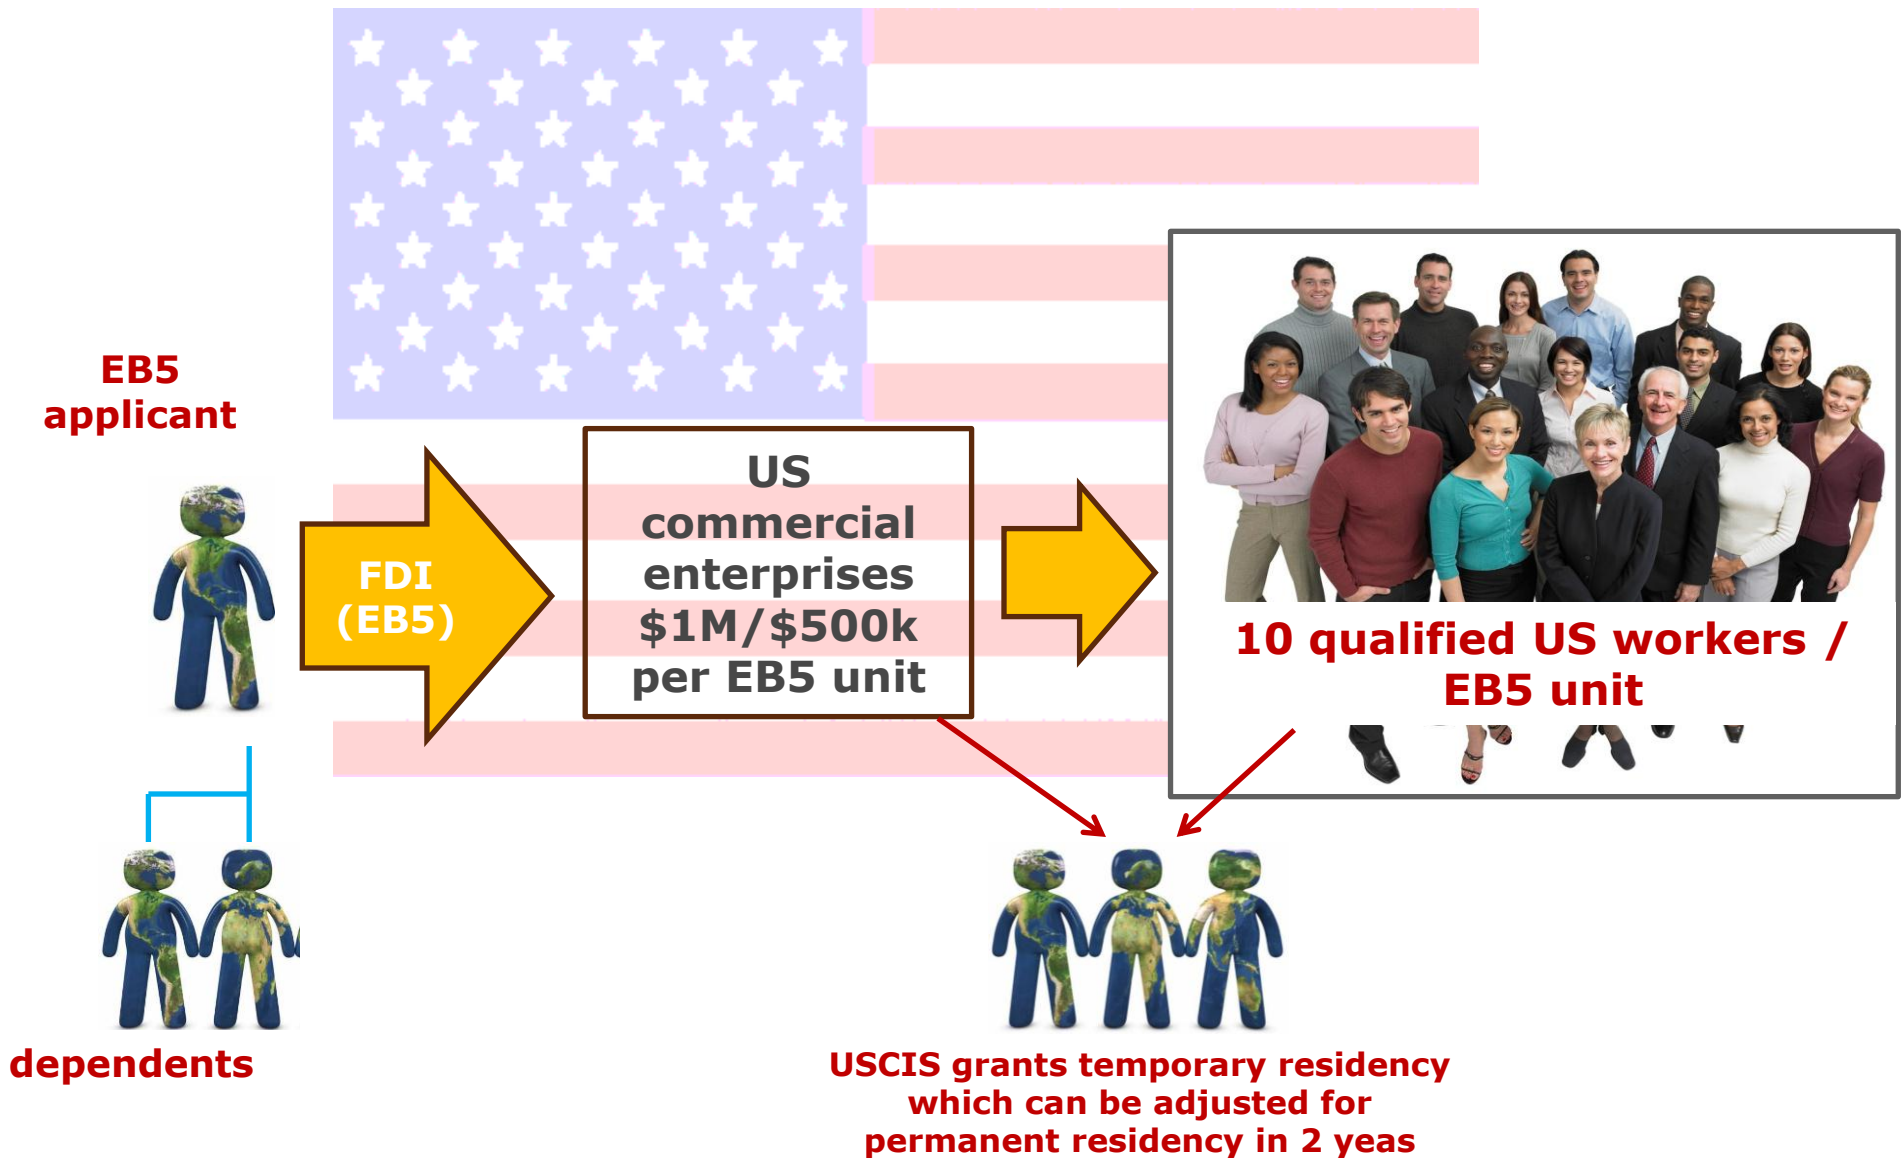 EB5
applicant
FDI
(EB5)
US
commercial
enterprises
$1M/$500k
per EB5 unit
10 qualified US workers /
EB5 unit
dependents
USCIS grants temporary residency
which can be adjusted for
permanent residency in 2 yeas